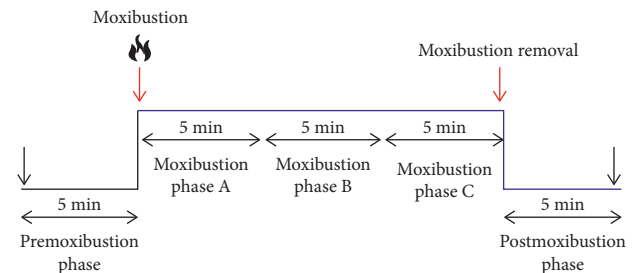 Moxibustion
Moxibustion removal
5 min
5 min
5 min
Moxibustion
phase A
Moxibustion
phase B
Moxibustion
phase C
5 min
5 min
Premoxibustion
phase
Postmoxibustion
phase